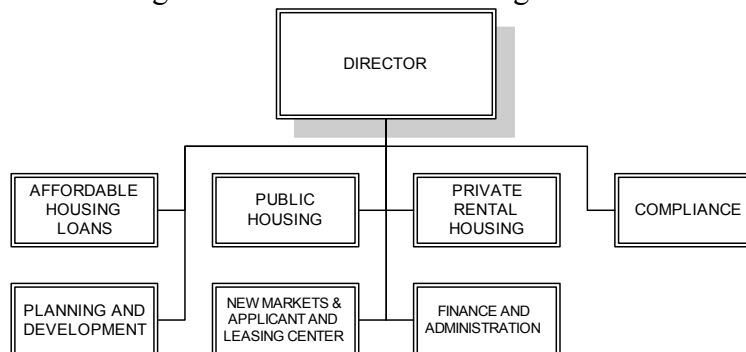 DIRECTOR
AFFORDABLE
HOUSING
LOANS
PUBLIC
HOUSING
PRIVATE
RENTAL
HOUSING
COMPLIANCE
PLANNING AND
DEVELOPMENT
NEW MARKETS &
APPLICANT AND
LEASING CENTER
FINANCE AND
ADMINISTRATION